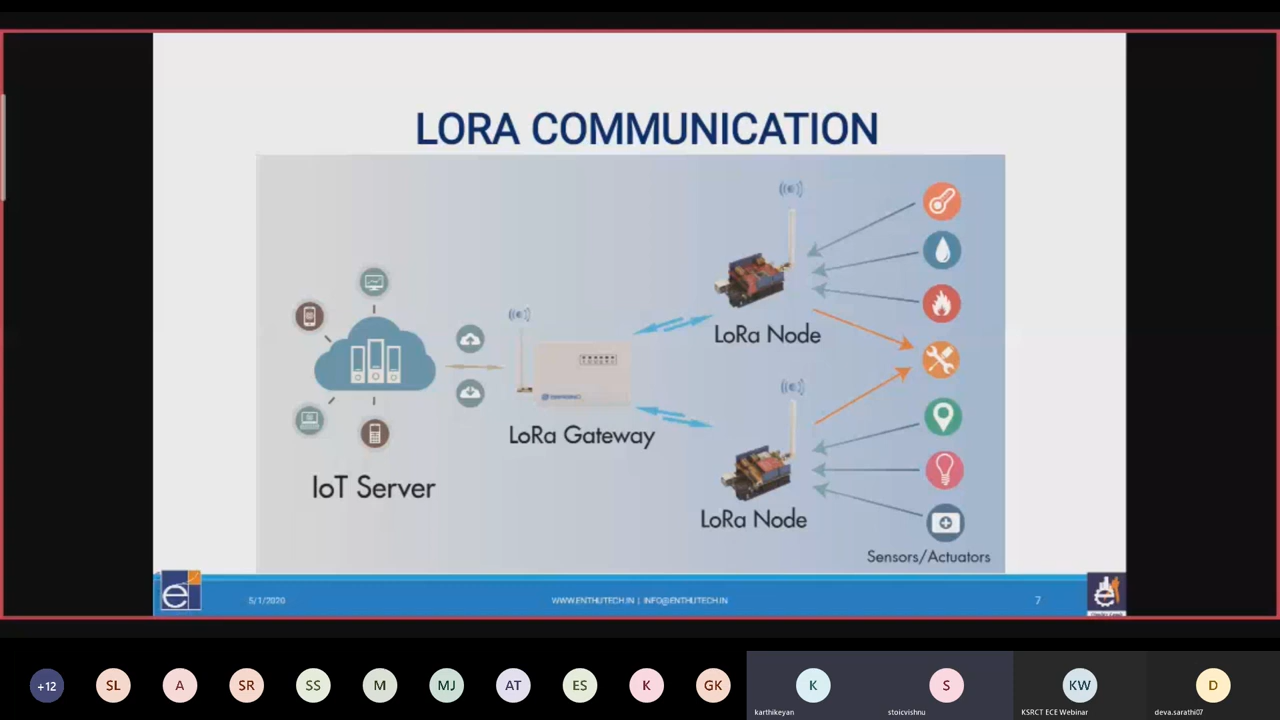 LORA COMMUNICATION
LoRa Node
LoRa Gateway
IoT Server
LoRa Node
Sensors/Actuators
5/1/2020
WWW.ENTHUTECH.IN | INFO@ENTHUTECH.IN
7
+12
SL
A
SR
SS
M
MJ
AT
ES
K
GK
K
S
KW
D
karthikeyan
stoicvishnu
KSRCT ECE Webinar
deva.sarathi07